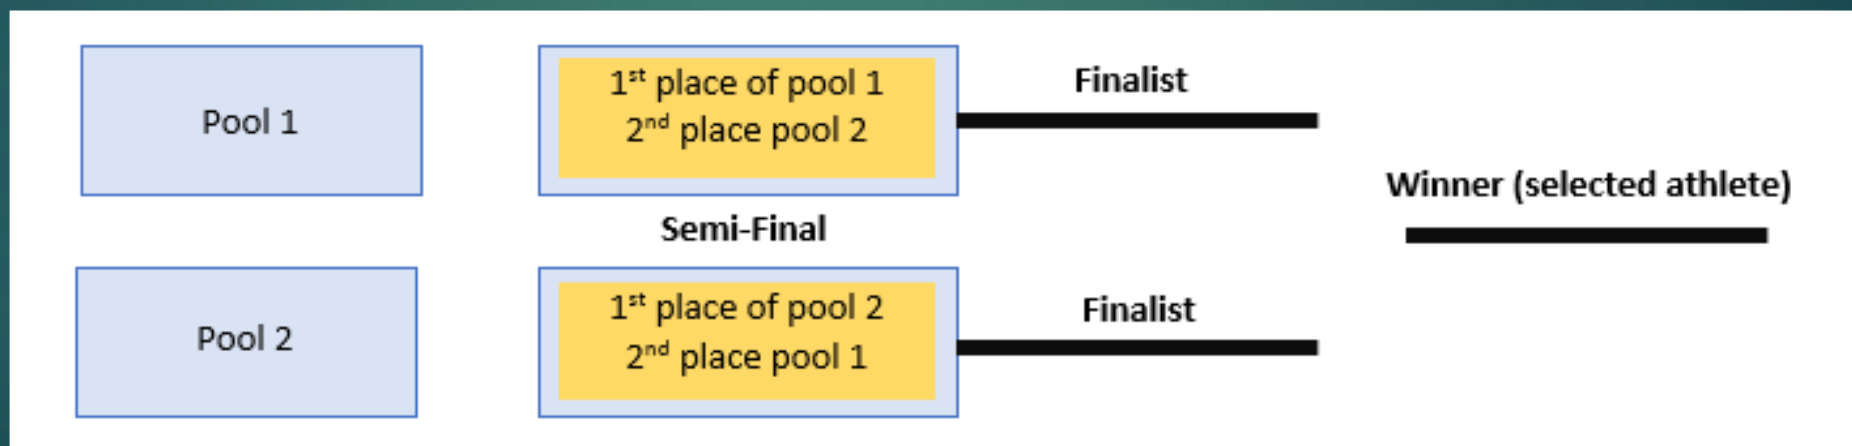 Pool 1
1st place of pool 1
2nd place pool 2
Finalist
Winner (selected athlete)
Semi-Final
Pool 2
1st place of pool 2
2nd place pool 1
Finalist